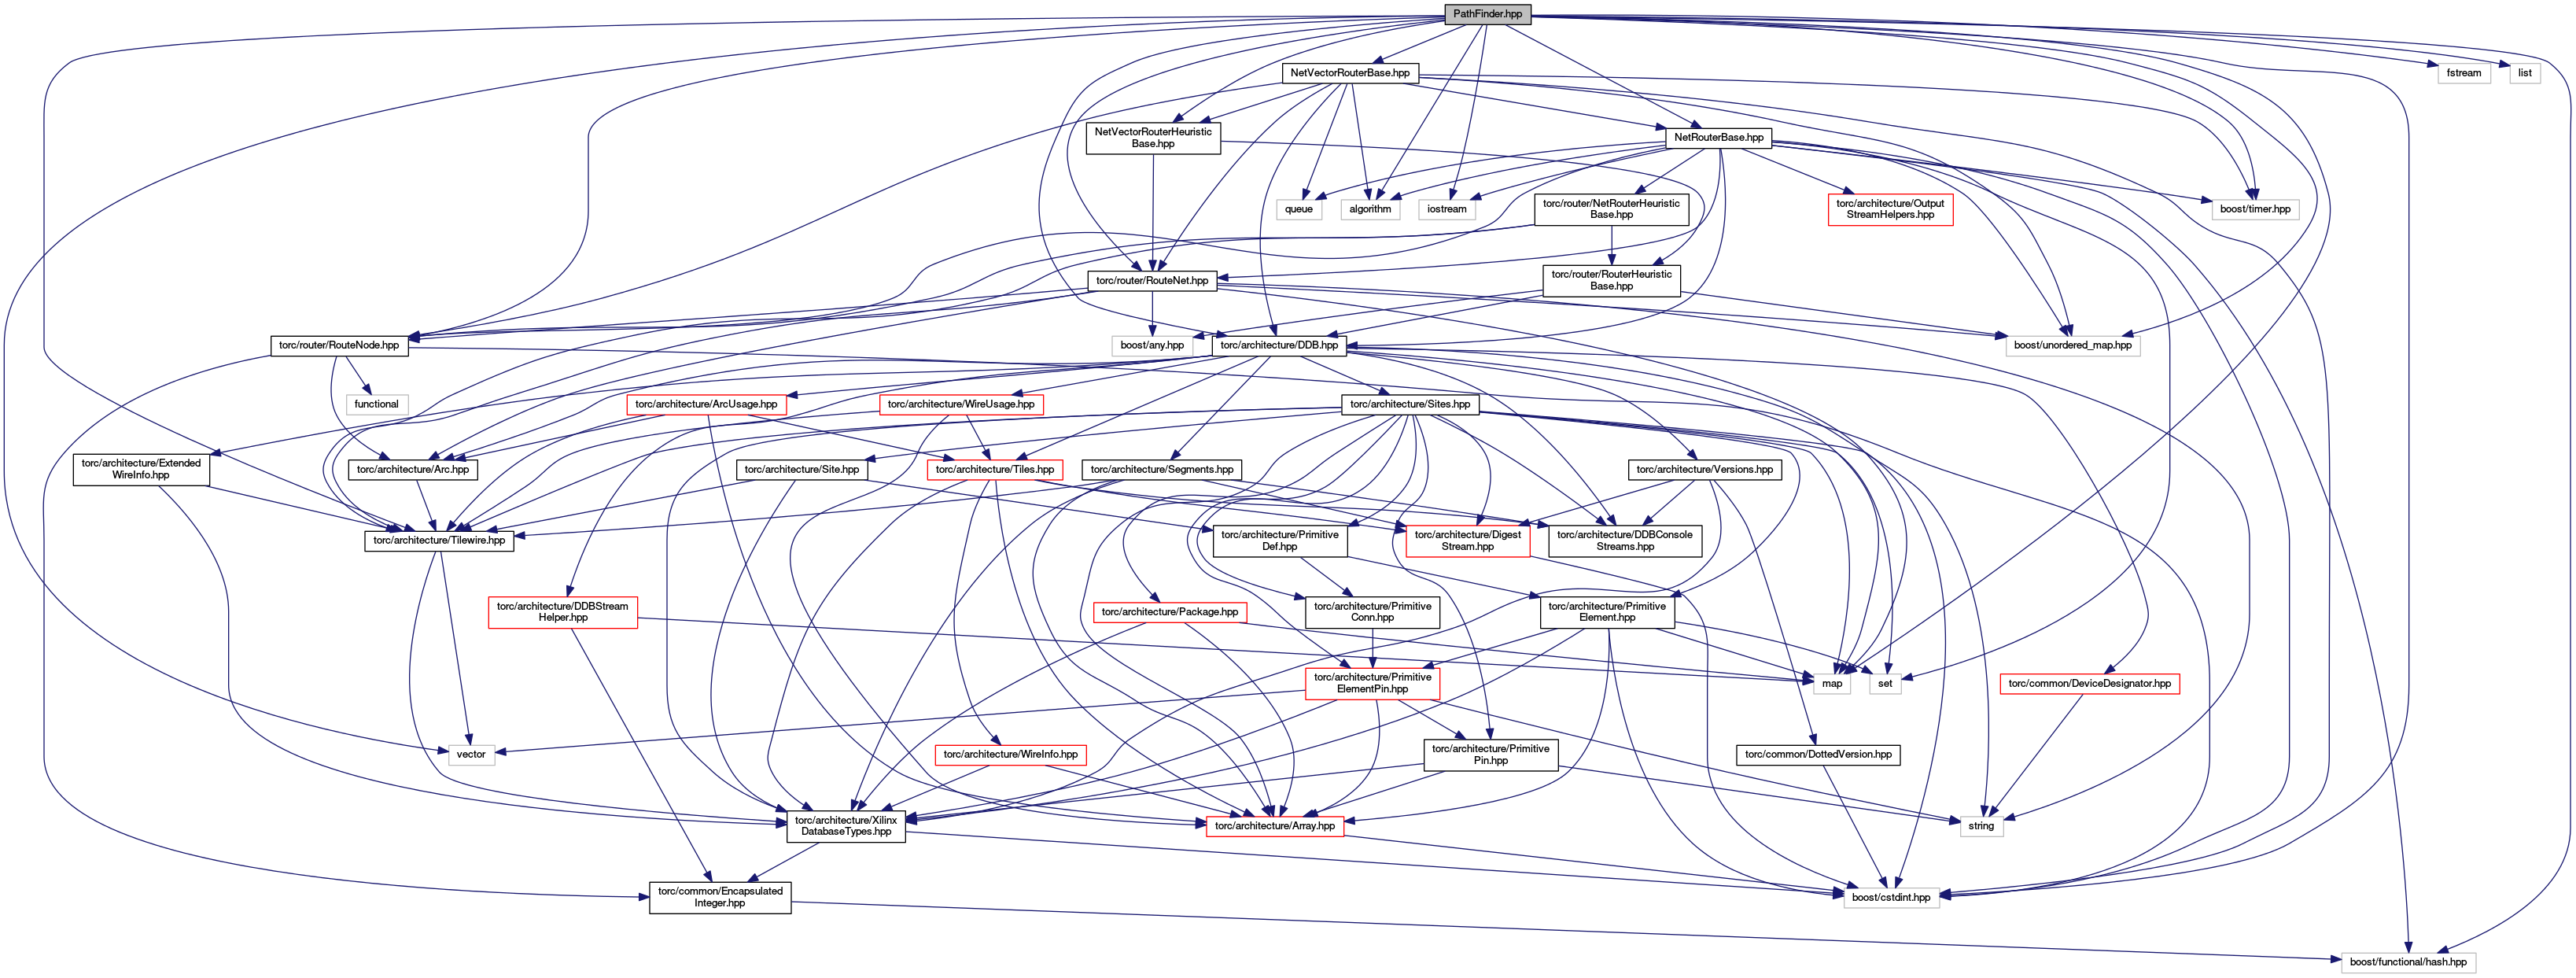 PathFinder.hpp
NetVectorRouterBase.hpp
fstream
list
NetVectorRouterHeuristic
Base.hpp
NetRouterBase.hpp
queue
algorithm
iostream
torc/router/NetRouterHeuristic
Base.hpp
torc/architecture/Output
StreamHelpers.hpp
boost/timer.hpp
torc/router/RouteNet.hpp
torc/router/RouterHeuristic
Base.hpp
torc/router/RouteNode.hpp
boost/any.hpp
torc/architecture/DDB.hpp
boost/unordered_map.hpp
functional
torc/architecture/ArcUsage.hpp
torc/architecture/WireUsage.hpp
torc/architecture/Sites.hpp
torc/architecture/Extended
WireInfo.hpp
torc/architecture/Arc.hpp
torc/architecture/Site.hpp
torc/architecture/Tiles.hpp
torc/architecture/Segments.hpp
torc/architecture/Versions.hpp
torc/architecture/Tilewire.hpp
torc/architecture/Primitive
Def.hpp
torc/architecture/Digest
Stream.hpp
torc/architecture/DDBConsole
Streams.hpp
torc/architecture/DDBStream
Helper.hpp
torc/architecture/Package.hpp
torc/architecture/Primitive
Conn.hpp
torc/architecture/Primitive
Element.hpp
torc/architecture/Primitive
ElementPin.hpp
map
set
torc/common/DeviceDesignator.hpp
vector
torc/architecture/WireInfo.hpp
torc/architecture/Primitive
Pin.hpp
torc/common/DottedVersion.hpp
torc/architecture/Xilinx
DatabaseTypes.hpp
torc/architecture/Array.hpp
string
torc/common/Encapsulated
Integer.hpp
boost/cstdint.hpp
boost/functional/hash.hpp